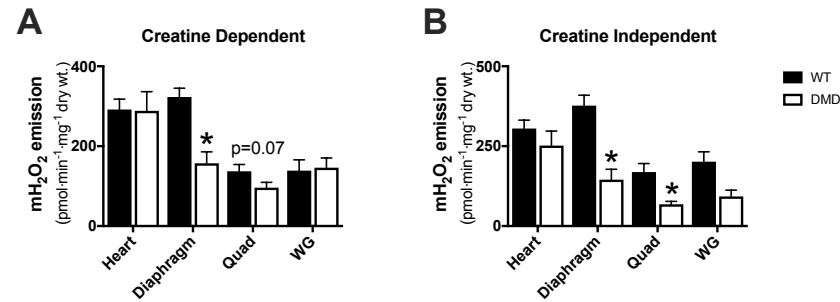 A
Creatine Dependent
mH₂O₂ emission
(pmol·min⁻¹·mg⁻¹ dry wt.)
400
200
0
*
p=0.07
Heart
Diaphragm
Quad
WG
B
Creatine Independent
mH₂O₂ emission
(pmol·min⁻¹·mg⁻¹ dry wt.)
500
250
0
*
*
Heart
Diaphragm
Quad
WG
WT
DMD